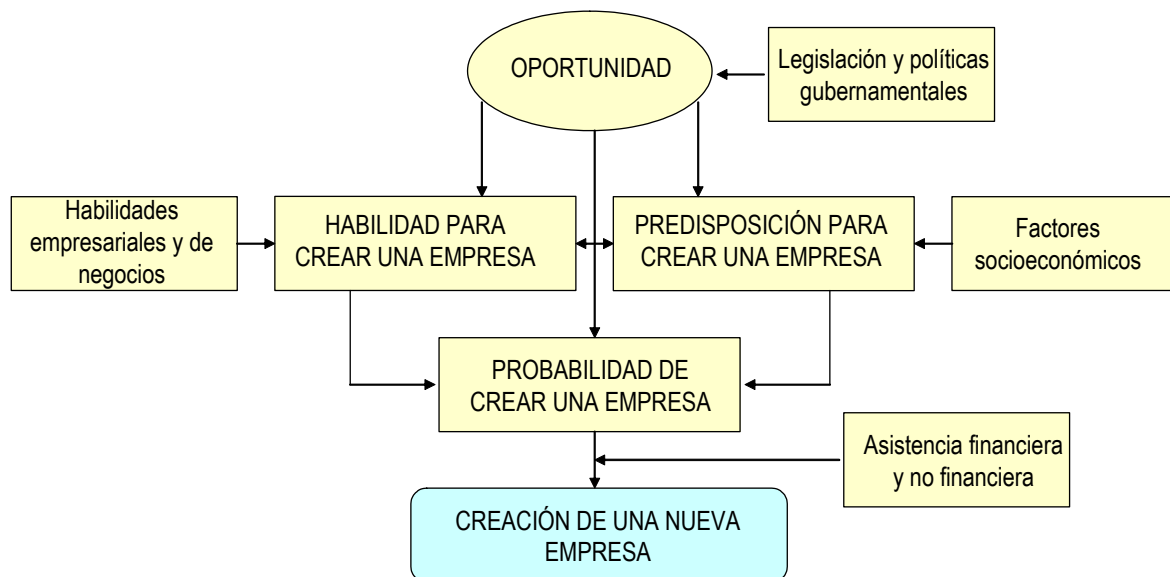 OPORTUNIDAD
Legislación y políticas
gubernamentales
Habilidades
empresariales y de
negocios
HABILIDAD PARA
CREAR UNA EMPRESA
PREDISPOSICIÓN PARA
CREAR UNA EMPRESA
Factores
socioeconómicos
PROBABILIDAD DE
CREAR UNA EMPRESA
Asistencia financiera
y no financiera
CREACIÓN DE UNA NUEVA
EMPRESA